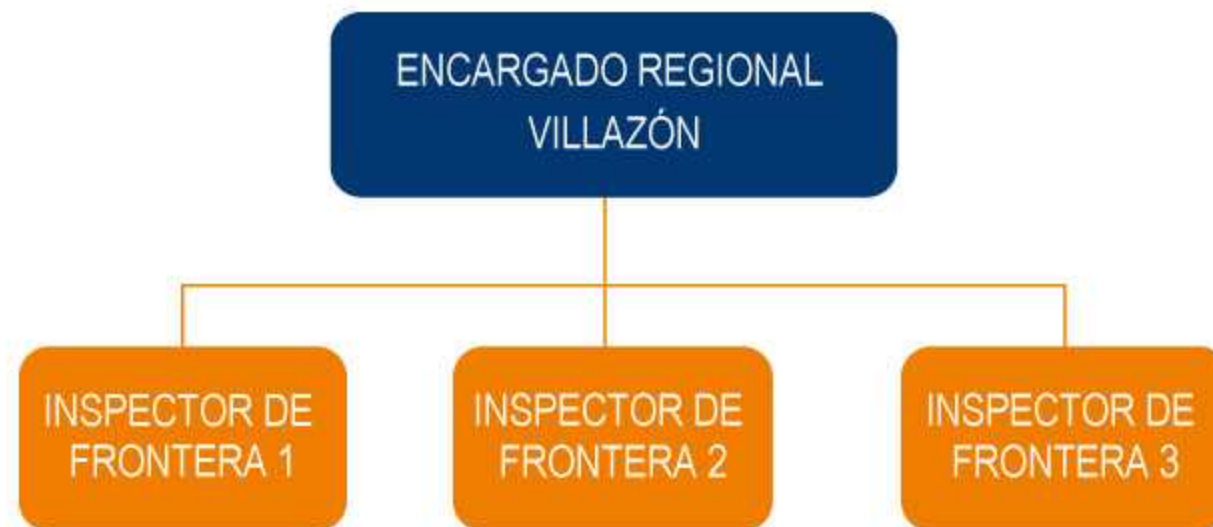 ENCARGADO REGIONAL
VILLAZÓN
INSPECTOR DE
FRONTERA 1
INSPECTOR DE
FRONTERA 2
INSPECTOR DE
FRONTERA 3